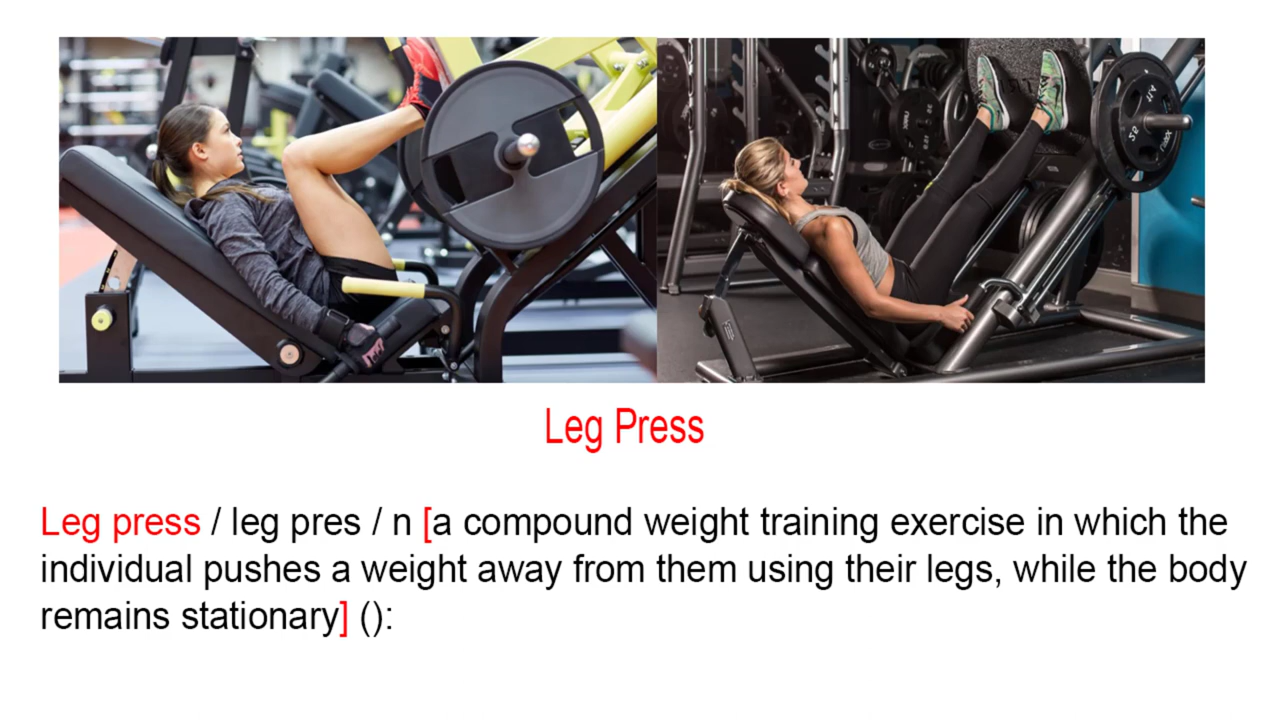 Leg Press
Leg press / leg pres / n [a compound weight training exercise in which the
individual pushes a weight away from them using their legs, while the body
remains stationary] ():